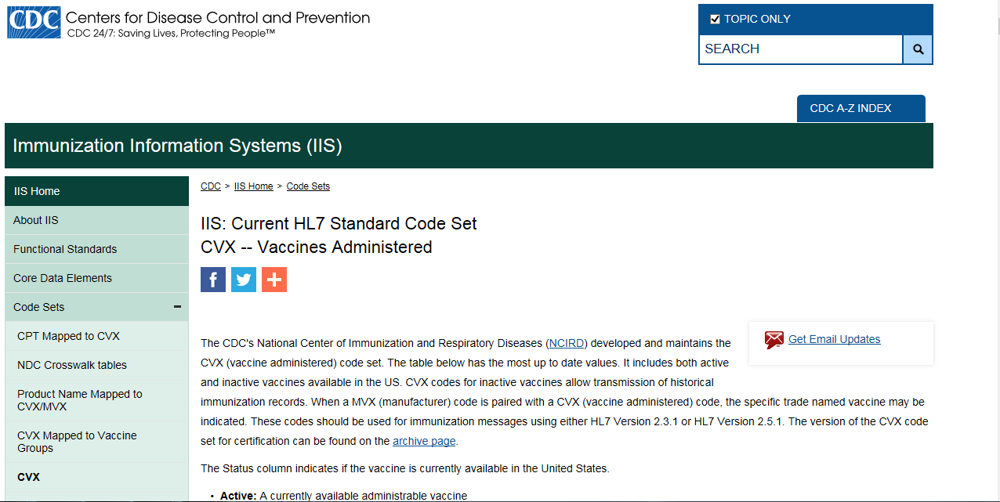 CDC Centers for Disease Control and Prevention
CDC 24/7: Saving Lives, Protecting People™
TOPIC ONLY
SEARCH
CDC A-Z INDEX
Immunization Information Systems (IIS)
IIS Home
About IIS
Functional Standards
Core Data Elements
Code Sets
CPT Mapped to CVX
NDC Crosswalk tables
Product Name Mapped to
CVX/MVX
CVX Mapped to Vaccine
Groups
CVX
CDC > IIS Home > Code Sets
IIS: Current HL7 Standard Code Set
CVX -- Vaccines Administered
Get Email Updates
The CDC's National Center of Immunization and Respiratory Diseases (NCIRD) developed and maintains the
CVX (vaccine administered) code set. The table below has the most up to date values. It includes both active
and inactive vaccines available in the US. CVX codes for inactive vaccines allow transmission of historical
immunization records. When a MVX (manufacturer) code is paired with a CVX (vaccine administered) code, the specific trade named vaccine may be
indicated. These codes should be used for immunization messages using either HL7 Version 2.3.1 or HL7 Version 2.5.1. The version of the CVX code
set for certification can be found on the archive page.
The Status column indicates if the vaccine is currently available in the United States.
• Active: A currently available administrable vaccine